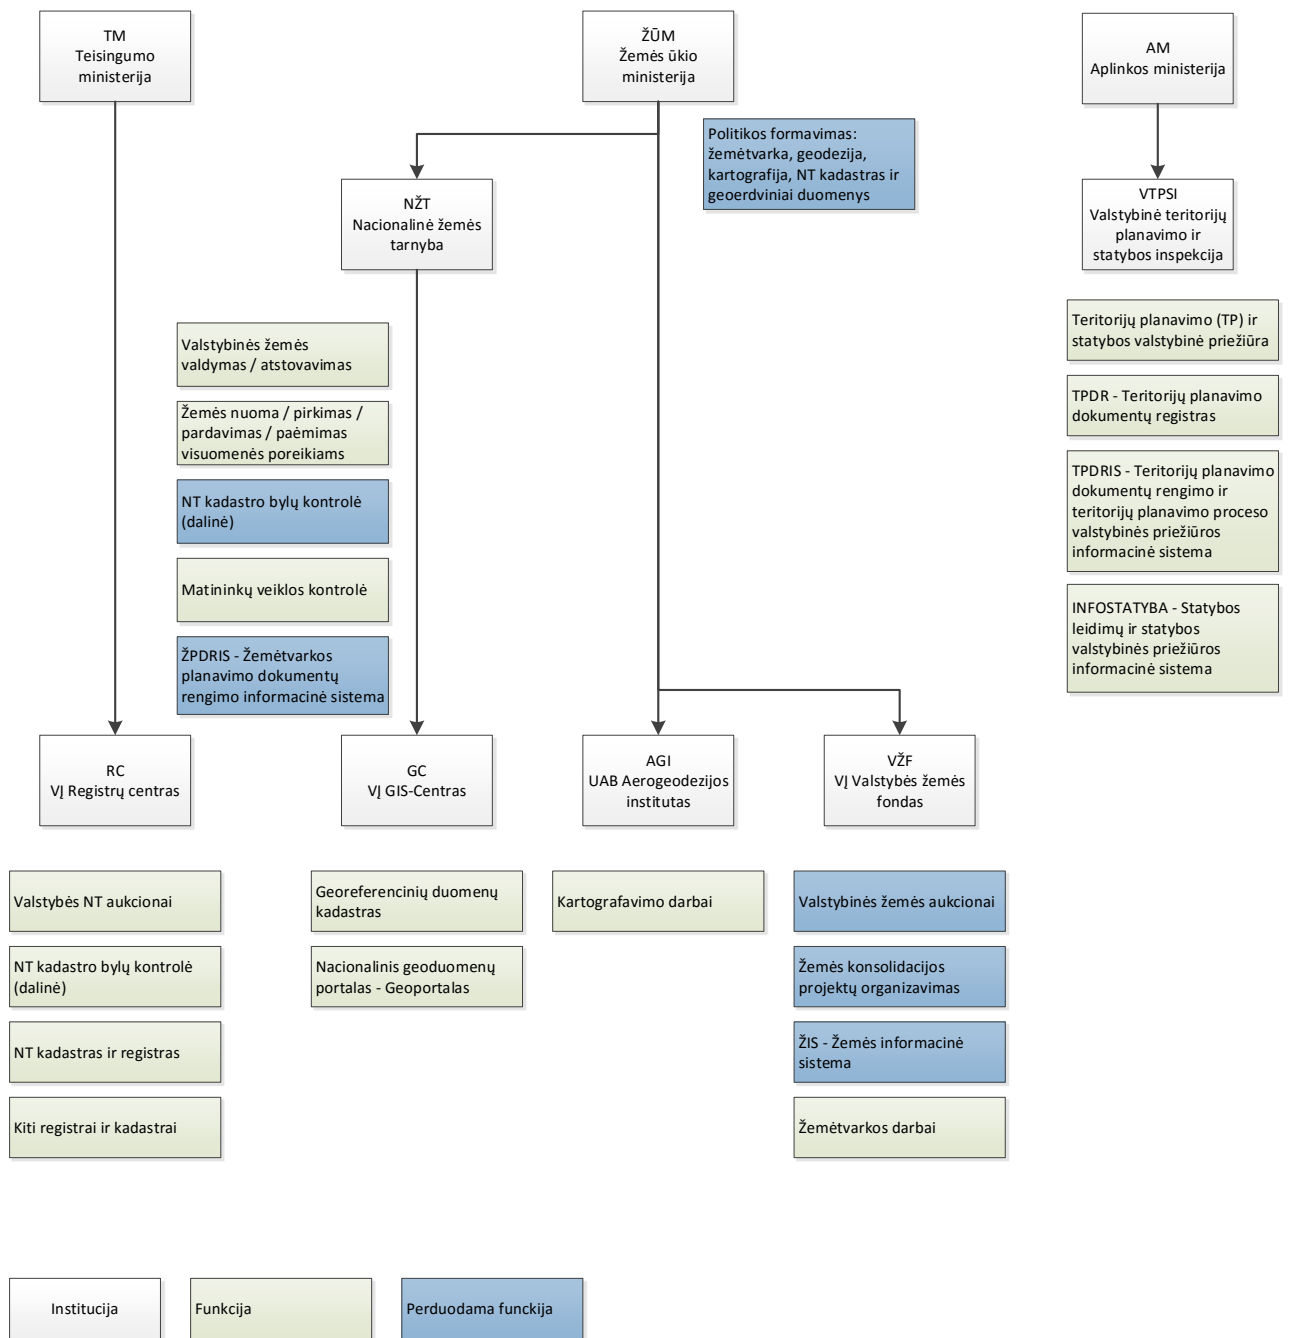 TM
Teisingumo
ministerija
ŽŪM
Žemės ūkio
ministerija
AM
Aplinkos ministerija
Politikos formavimas:
žemėtvarka, geodezija,
kartografija, NT kadastras ir
geoerdviniai duomenys
NŽT
Nacionalinė žemės
tarnyba
VTPSI
Valstybinė teritorijų
planavimo ir
statybos inspekcija
Valstybinės žemės
valdymas / atstovavimas
Žemės nuoma / pirkimas /
pardavimas / paėmimas
visuomenės poreikiams
NT kadastro bylų kontrolė
(dalinė)
Matininkų veiklos kontrolė
ŽPDRIS - Žemėtvarkos
planavimo dokumentų
rengimo informacinė sistema
Teritorijų planavimo (TP) ir
statybos valstybinė priežiūra
TPDR - Teritorijų planavimo
dokumentų registras
TPDRIS - Teritorijų planavimo
dokumentų rengimo ir
teritorijų planavimo proceso
valstybinės priežiūros
informacinė sistema
INFOSTATYBA - Statybos
leidimų ir statybos
valstybinės priežiūros
informacinė sistema
RC
VĮ Registrų centras
GC
VĮ GIS-Centras
AGI
UAB Aerogeodezijos
institutas
VŽF
VĮ Valstybės žemės
fondas
Valstybės NT aukcionai
NT kadastro bylų kontrolė
(dalinė)
NT kadastras ir registras
Kiti registrai ir kadastrai
Georeferencinių duomenų
kadastras
Nacionalinis geoduomenų
portalas - Geoportalas
Kartografavimo darbai
Valstybinės žemės aukcionai
Žemės konsolidacijos
projektų organizavimas
ŽIS - Žemės informacinė
sistema
Žemėtvarkos darbai
Institucija
Funkcija
Perduodama funckija